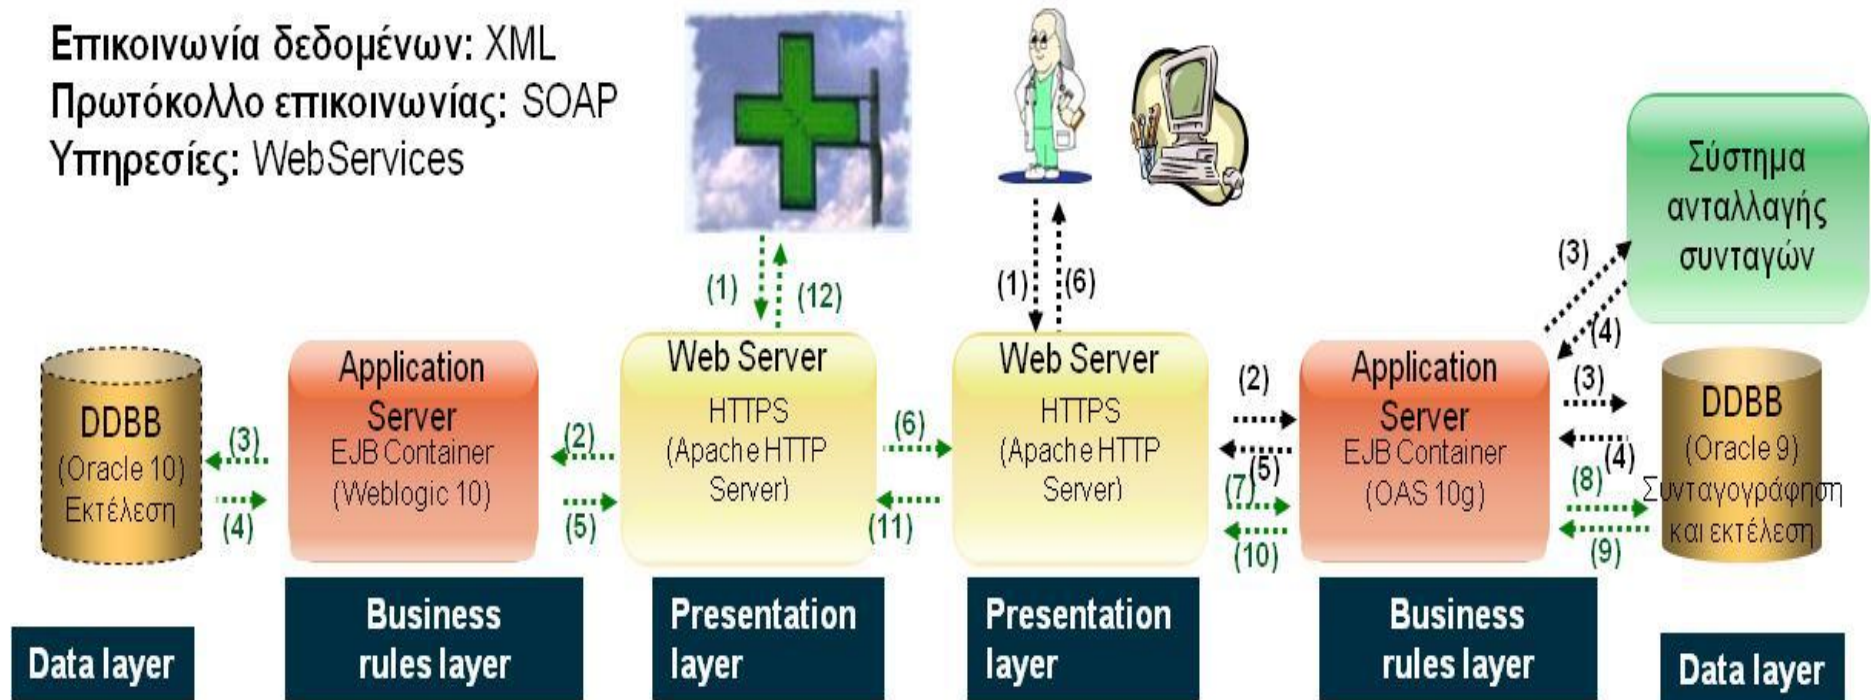 Επικοινωνία δεδομένων: XML
Πρωτόκολλο επικοινωνίας: SOAP
Υπηρεσίες: WebServices
(1)
(12)
(1)
(6)
(3)
(4)
Σύστημα
ανταλλαγής
συνταγών
DDBB
(Oracle 10)
Εκτέλεση
(3)
(4)
Application
Server
EJB Container
(Weblogic 10)
(2)
(5)
Web Server
HTTPS
(Apache HTTP
Server)
(6)
(11)
Web Server
HTTPS
(Apache HTTP
Server)
(2)
(5)
(7)
(10)
Application
Server
EJB Container
(OAS 10g)
(3)
(4)
(8)
(9)
DDBB
(Oracle 9)
Συνταγογράφηση
και εκτέλεση
Data layer
Business
rules layer
Presentation
layer
Presentation
layer
Business
rules layer
Data layer